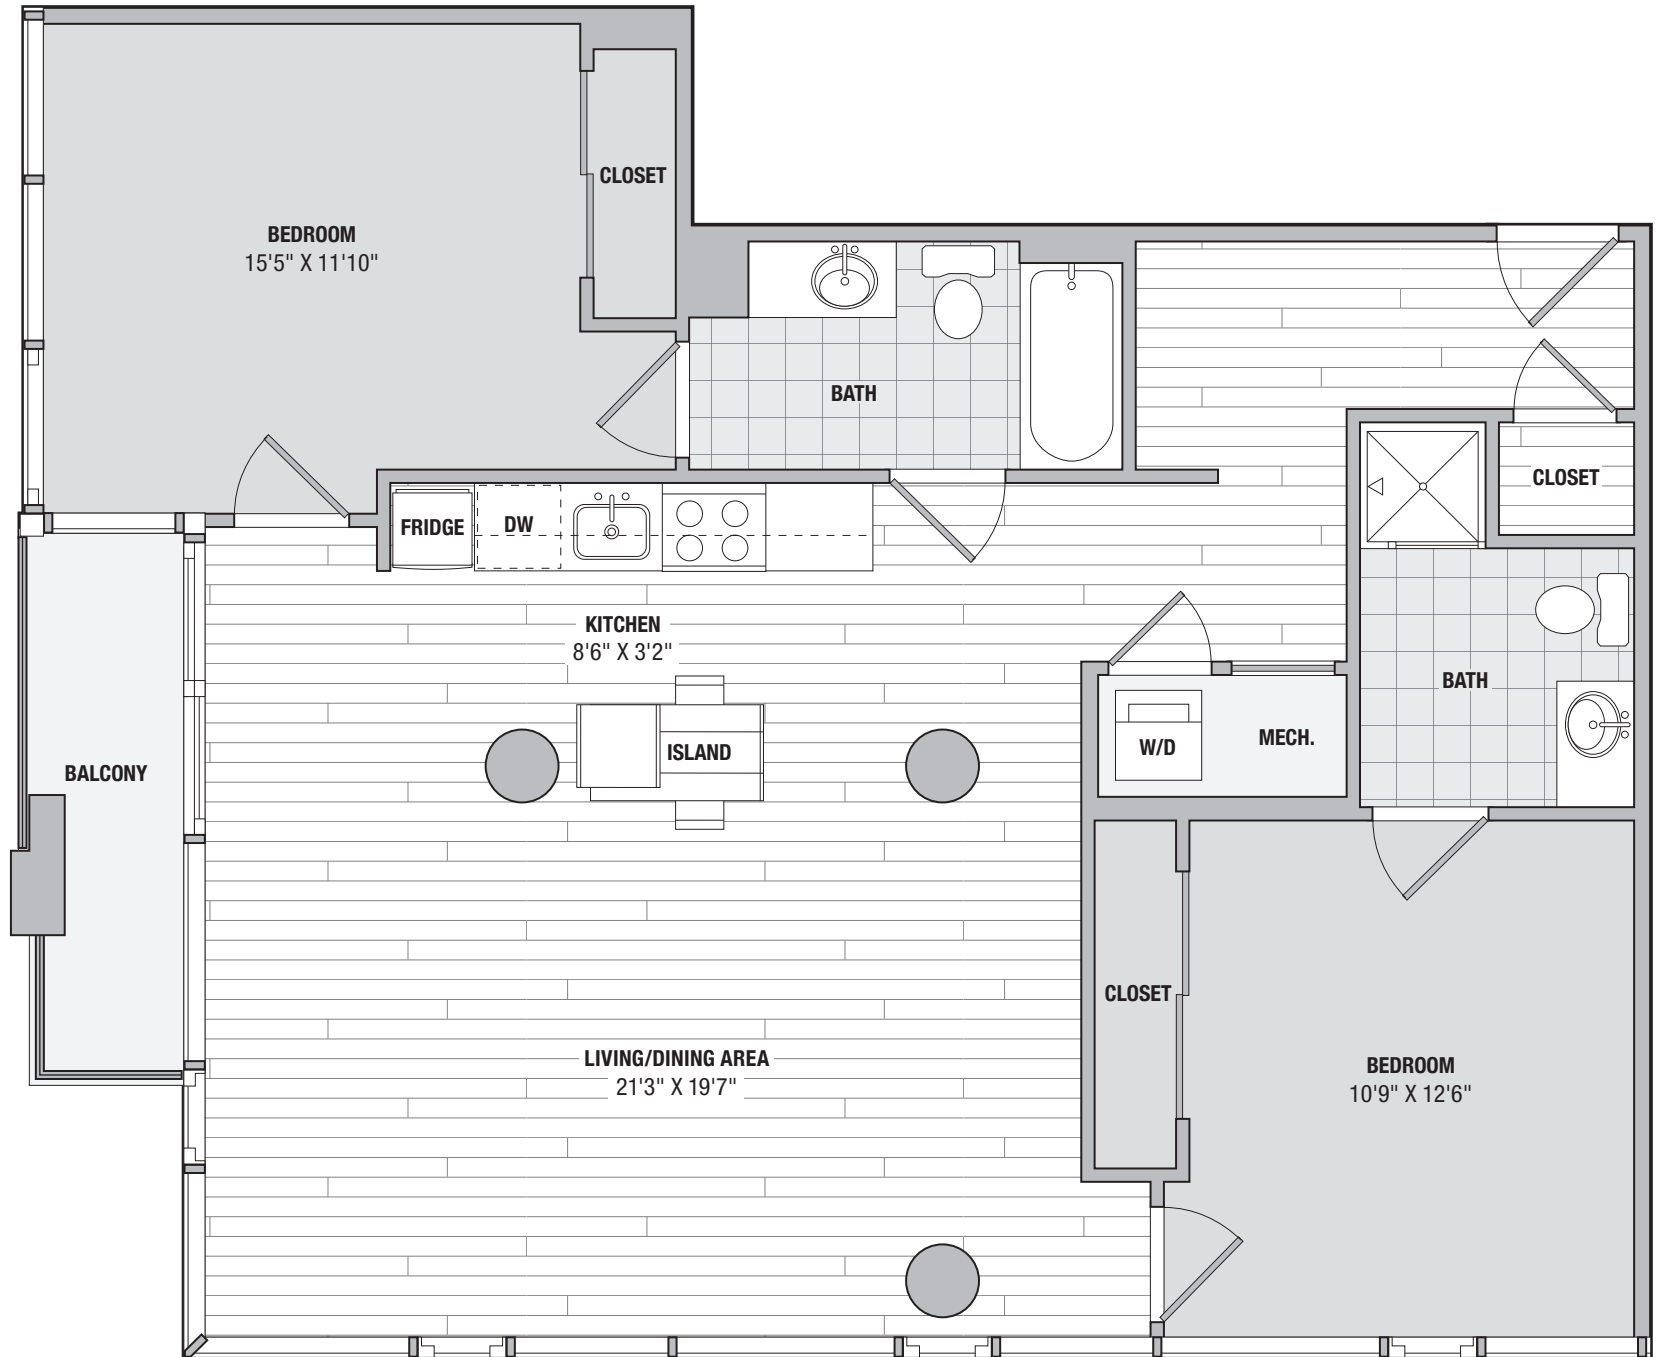 CLOSET
BEDROOM
15'5" X 11'10"
BATH
CLOSET
FRIDGE
DW
KITCHEN
8'6" X 3'2"
BATH
ISLAND
W/D
MECH.
BALCONY
CLOSET
LIVING/DINING AREA
21'3" X 19'7"
BEDROOM
10'9" X 12'6"